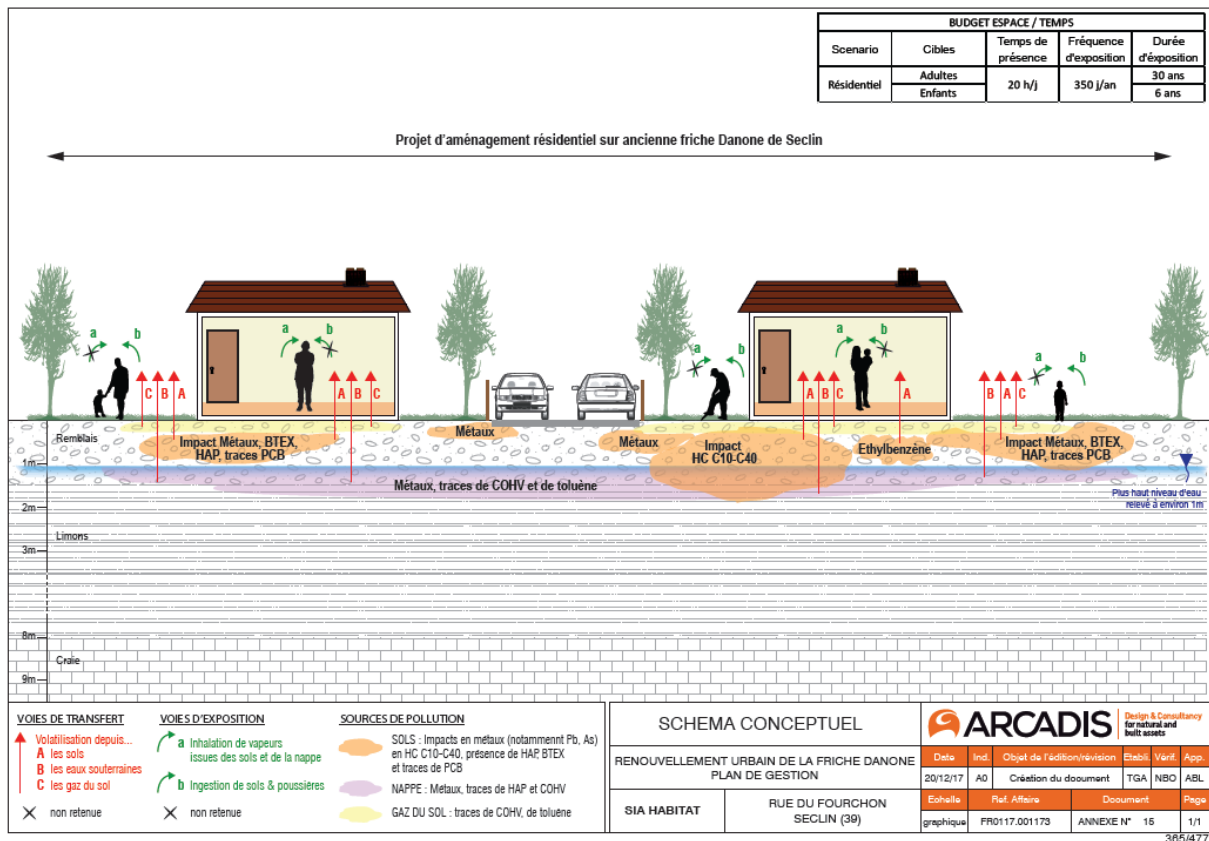 BUDGET ESPACE / TEMPS
Scenario Cibles Temps de présence Fréquence d'exposition Durée d'éxposition
Résidentiel Adultes 20 h/j 350 j/an 30 ans
Enfants 6 ans
Projet d'aménagement résidentiel sur ancienne friche Danone de Seclin
a b
a b
a b
a b
a b
C B A
A B C
A B C
A
B A C
Remblais
Impact Métaux, BTEX,
HAP, traces PCB
Métaux
Métaux
Impact
HC C10-C40
Ethylbenzéne
Impact Métaux, BTEX,
HAP, traces PCB
1m
Métaux, traces de COHV et de toluène
Plus haut niveau d'eau
relevé à environ 1m
2m
Limons
3m
8m
Craie
9m
VOIES DE TRANSFERT
Volatilisation depuis...
A les sols
B les eaux souterraines
C les gaz du sol
non retenue
VOIES D'EXPOSITION
a Inhalation de vapeurs
issues des sols et de la nappe
b Ingestion de sols & poussières
non retenue
SOURCES DE POLLUTION
SOLS : Impacts en métaux (notammennt Pb, As)
en HC C10-C40, présence de HAP, BTEX
et traces de PCB
NAPPE : Métaux, traces de HAP et COHV
GAZ DU SOL : traces de COHV, de toluène
SCHEMA CONCEPTUEL
RENOUVELLEMENT URBAIN DE LA FRICHE DANONE
PLAN DE GESTION
SIA HABITAT
RUE DU FOURCHON
SECLIN (39)
ARCADIS
Design & Consultancy
for natural and
built assets
Date Ind. Objet de l'édition/révision Etabli. Vérif. App.
20/12/17 A0 Création du document TGA NBO ABL
Echelle Ref. Affaire Document Page
graphique FR0117.001173 ANNEXE N° 15 1/1
365/477